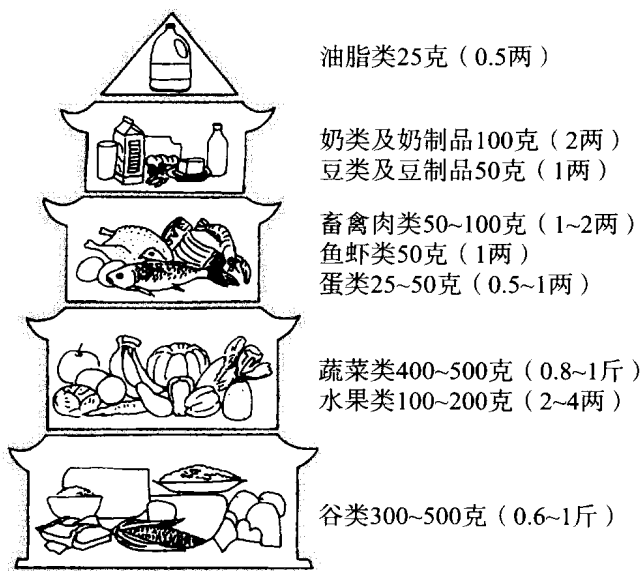 油脂类25克（0.5两）
奶类及奶制品100克（2两）
豆类及豆制品50克（1两）
畜禽肉类50~100克（1~2两）
鱼虾类50克（1两）
蛋类25~50克（0.5~1两）
蔬菜类400~500克（0.8~1斤）
水果类100~200克（2~4两）
谷类300~500克（0.6~1斤）